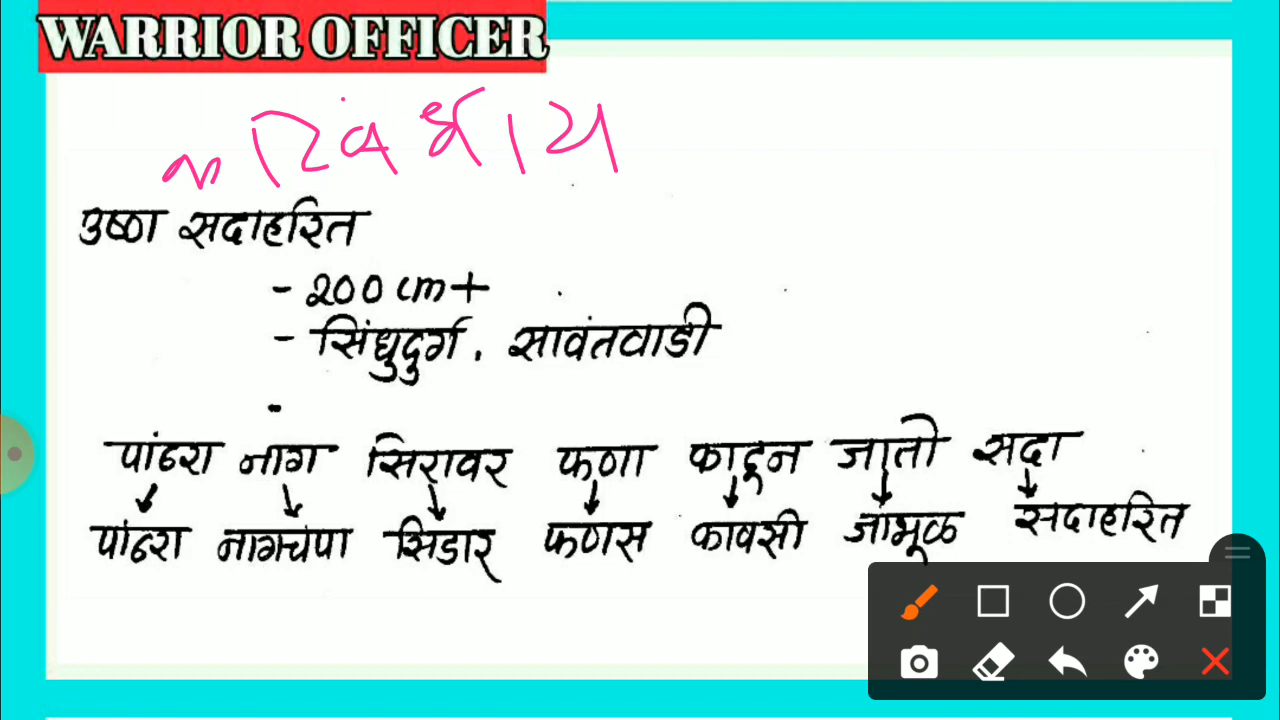 WARRIOR OFFICER
उष्ण सदाहरित
- 200 cm+
- सिंधुदुर्ग, सावंतवाडी
पांढरा नाग सिरावर फणा काढून जातो सदा
पांढरा नागचंपा सिडार फणस कावसी जांभूळ सदाहरित